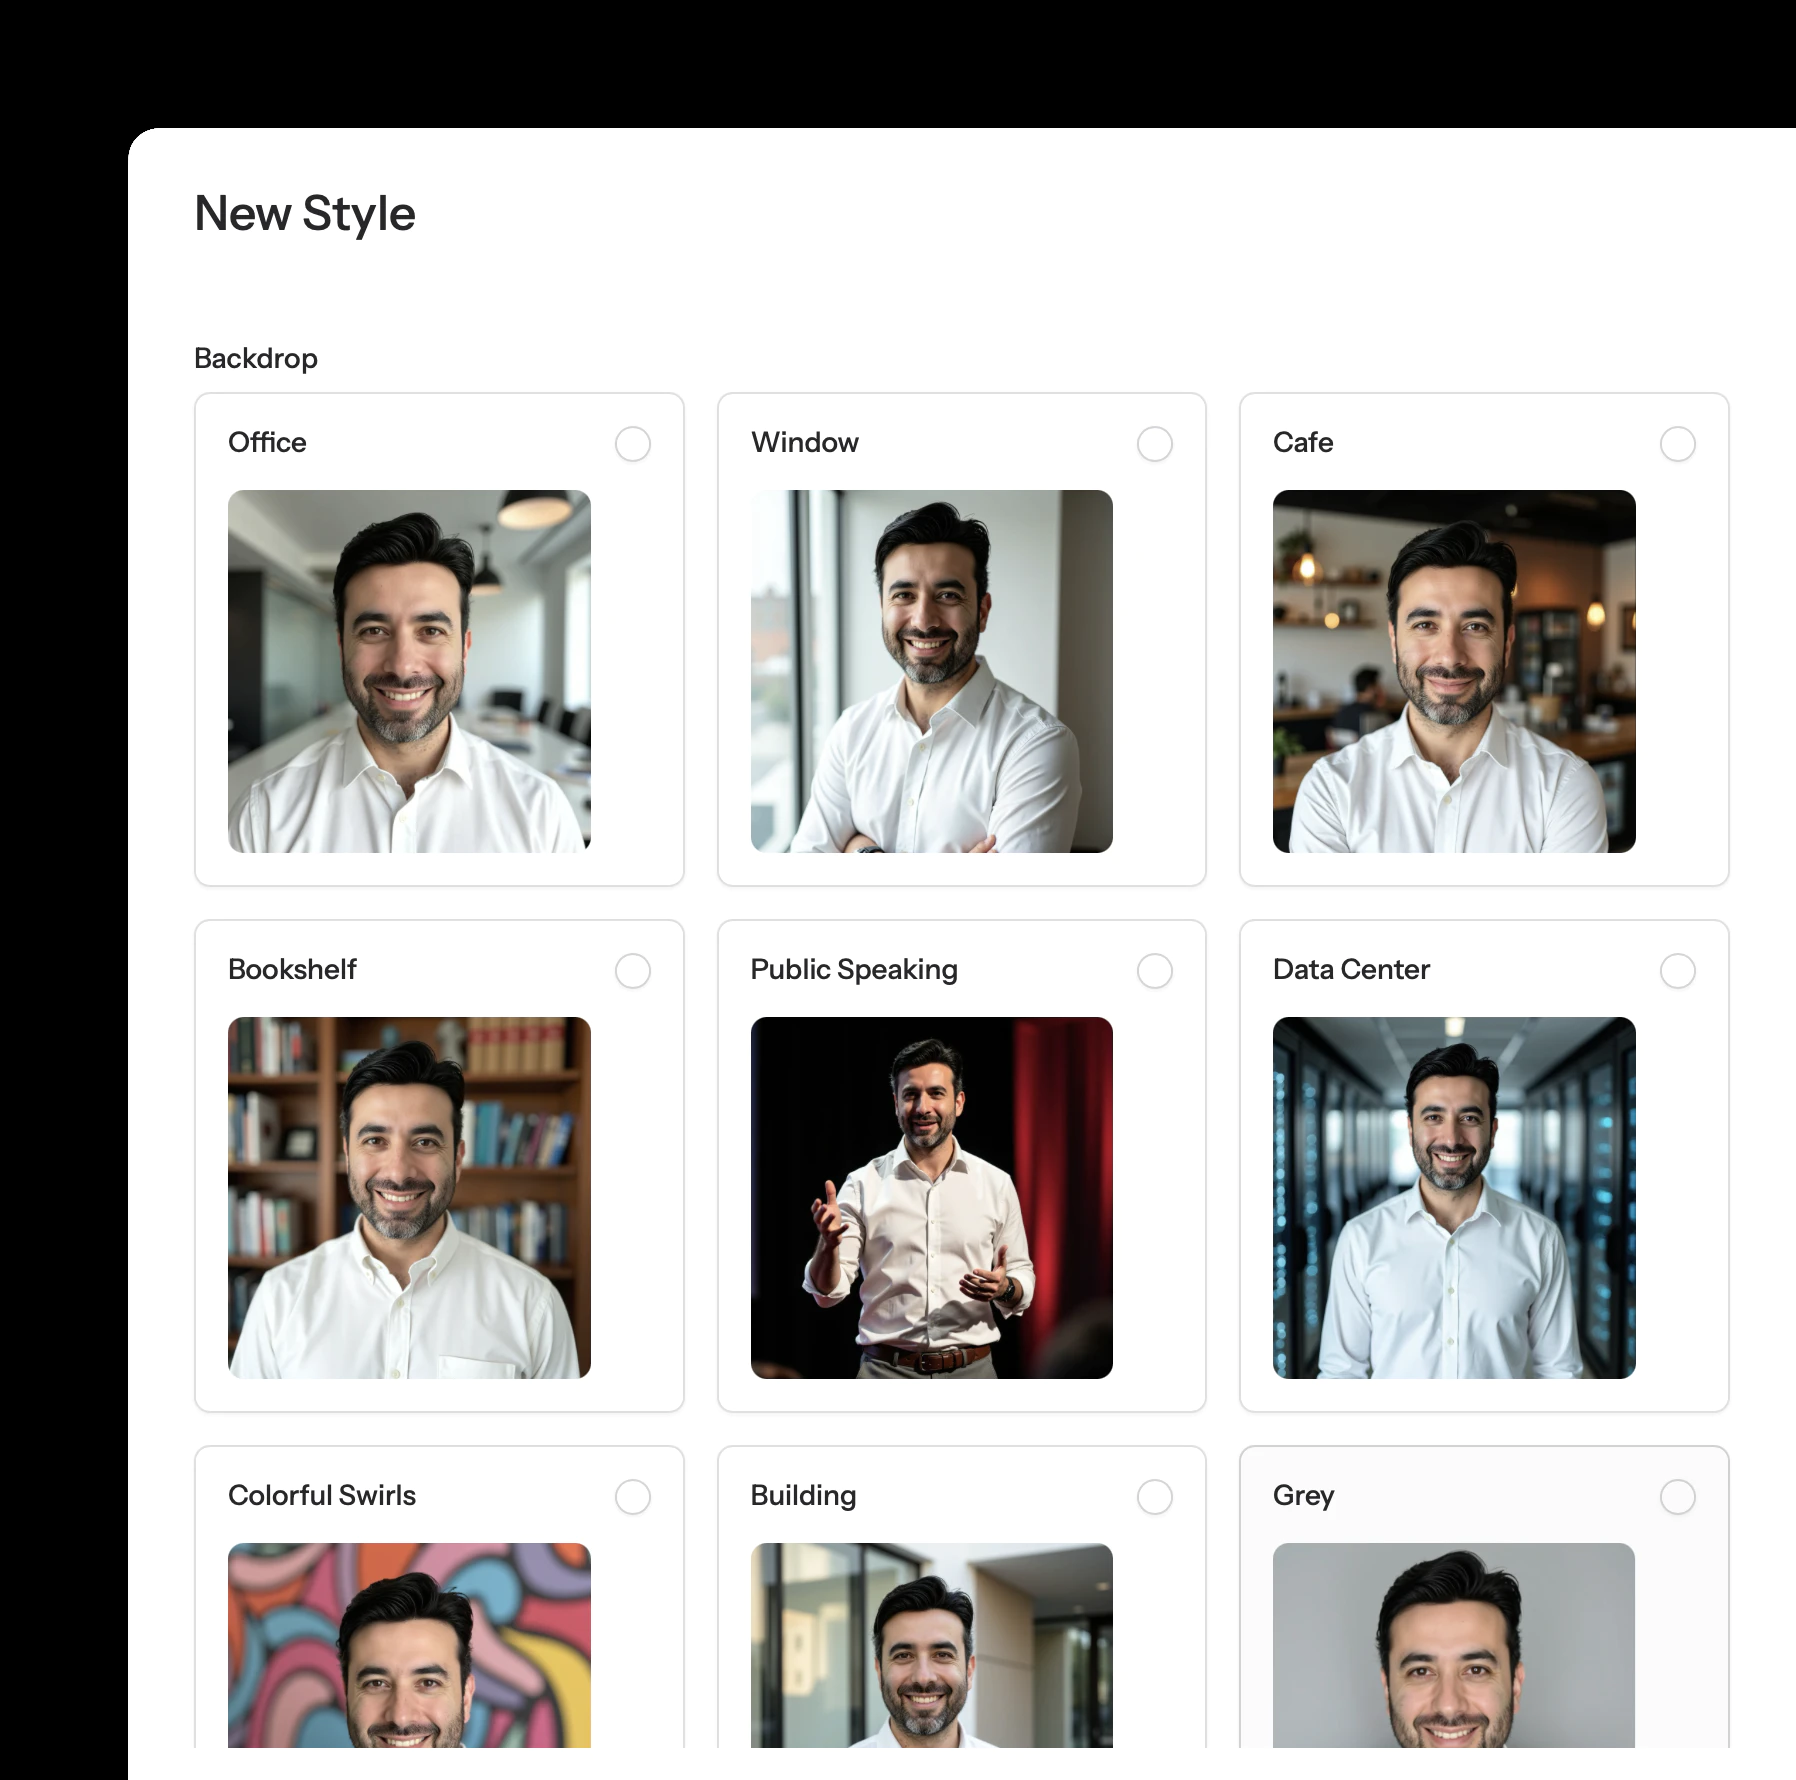 New Style
Backdrop
Office
Window
Cafe
Bookshelf
Public Speaking
Data Center
Colorful Swirls
Building
Grey